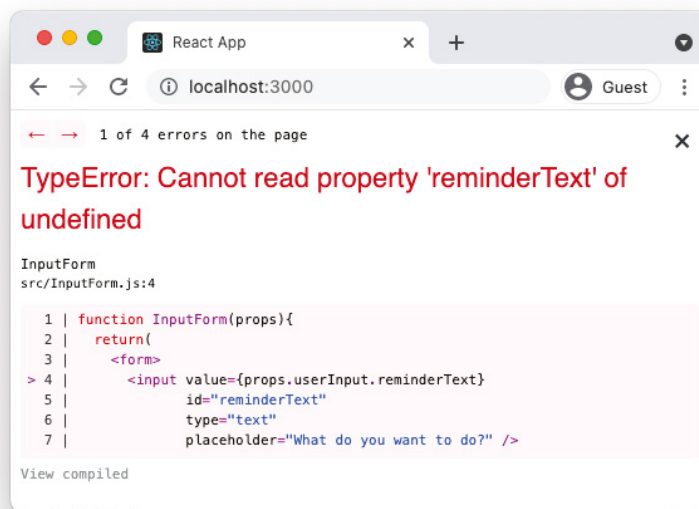 React App
localhost:3000
Guest
← → 1 of 4 errors on the page
TypeError: Cannot read property 'reminderText' of
undefined
InputForm
src/InputForm.js:4
1 | function InputForm(props){
2 |   return(
3 |     <form>
> 4 |       <input value={props.userInput.reminderText}
5 |              id="reminderText"
6 |              type="text"
7 |              placeholder="What do you want to do?" />
View compiled